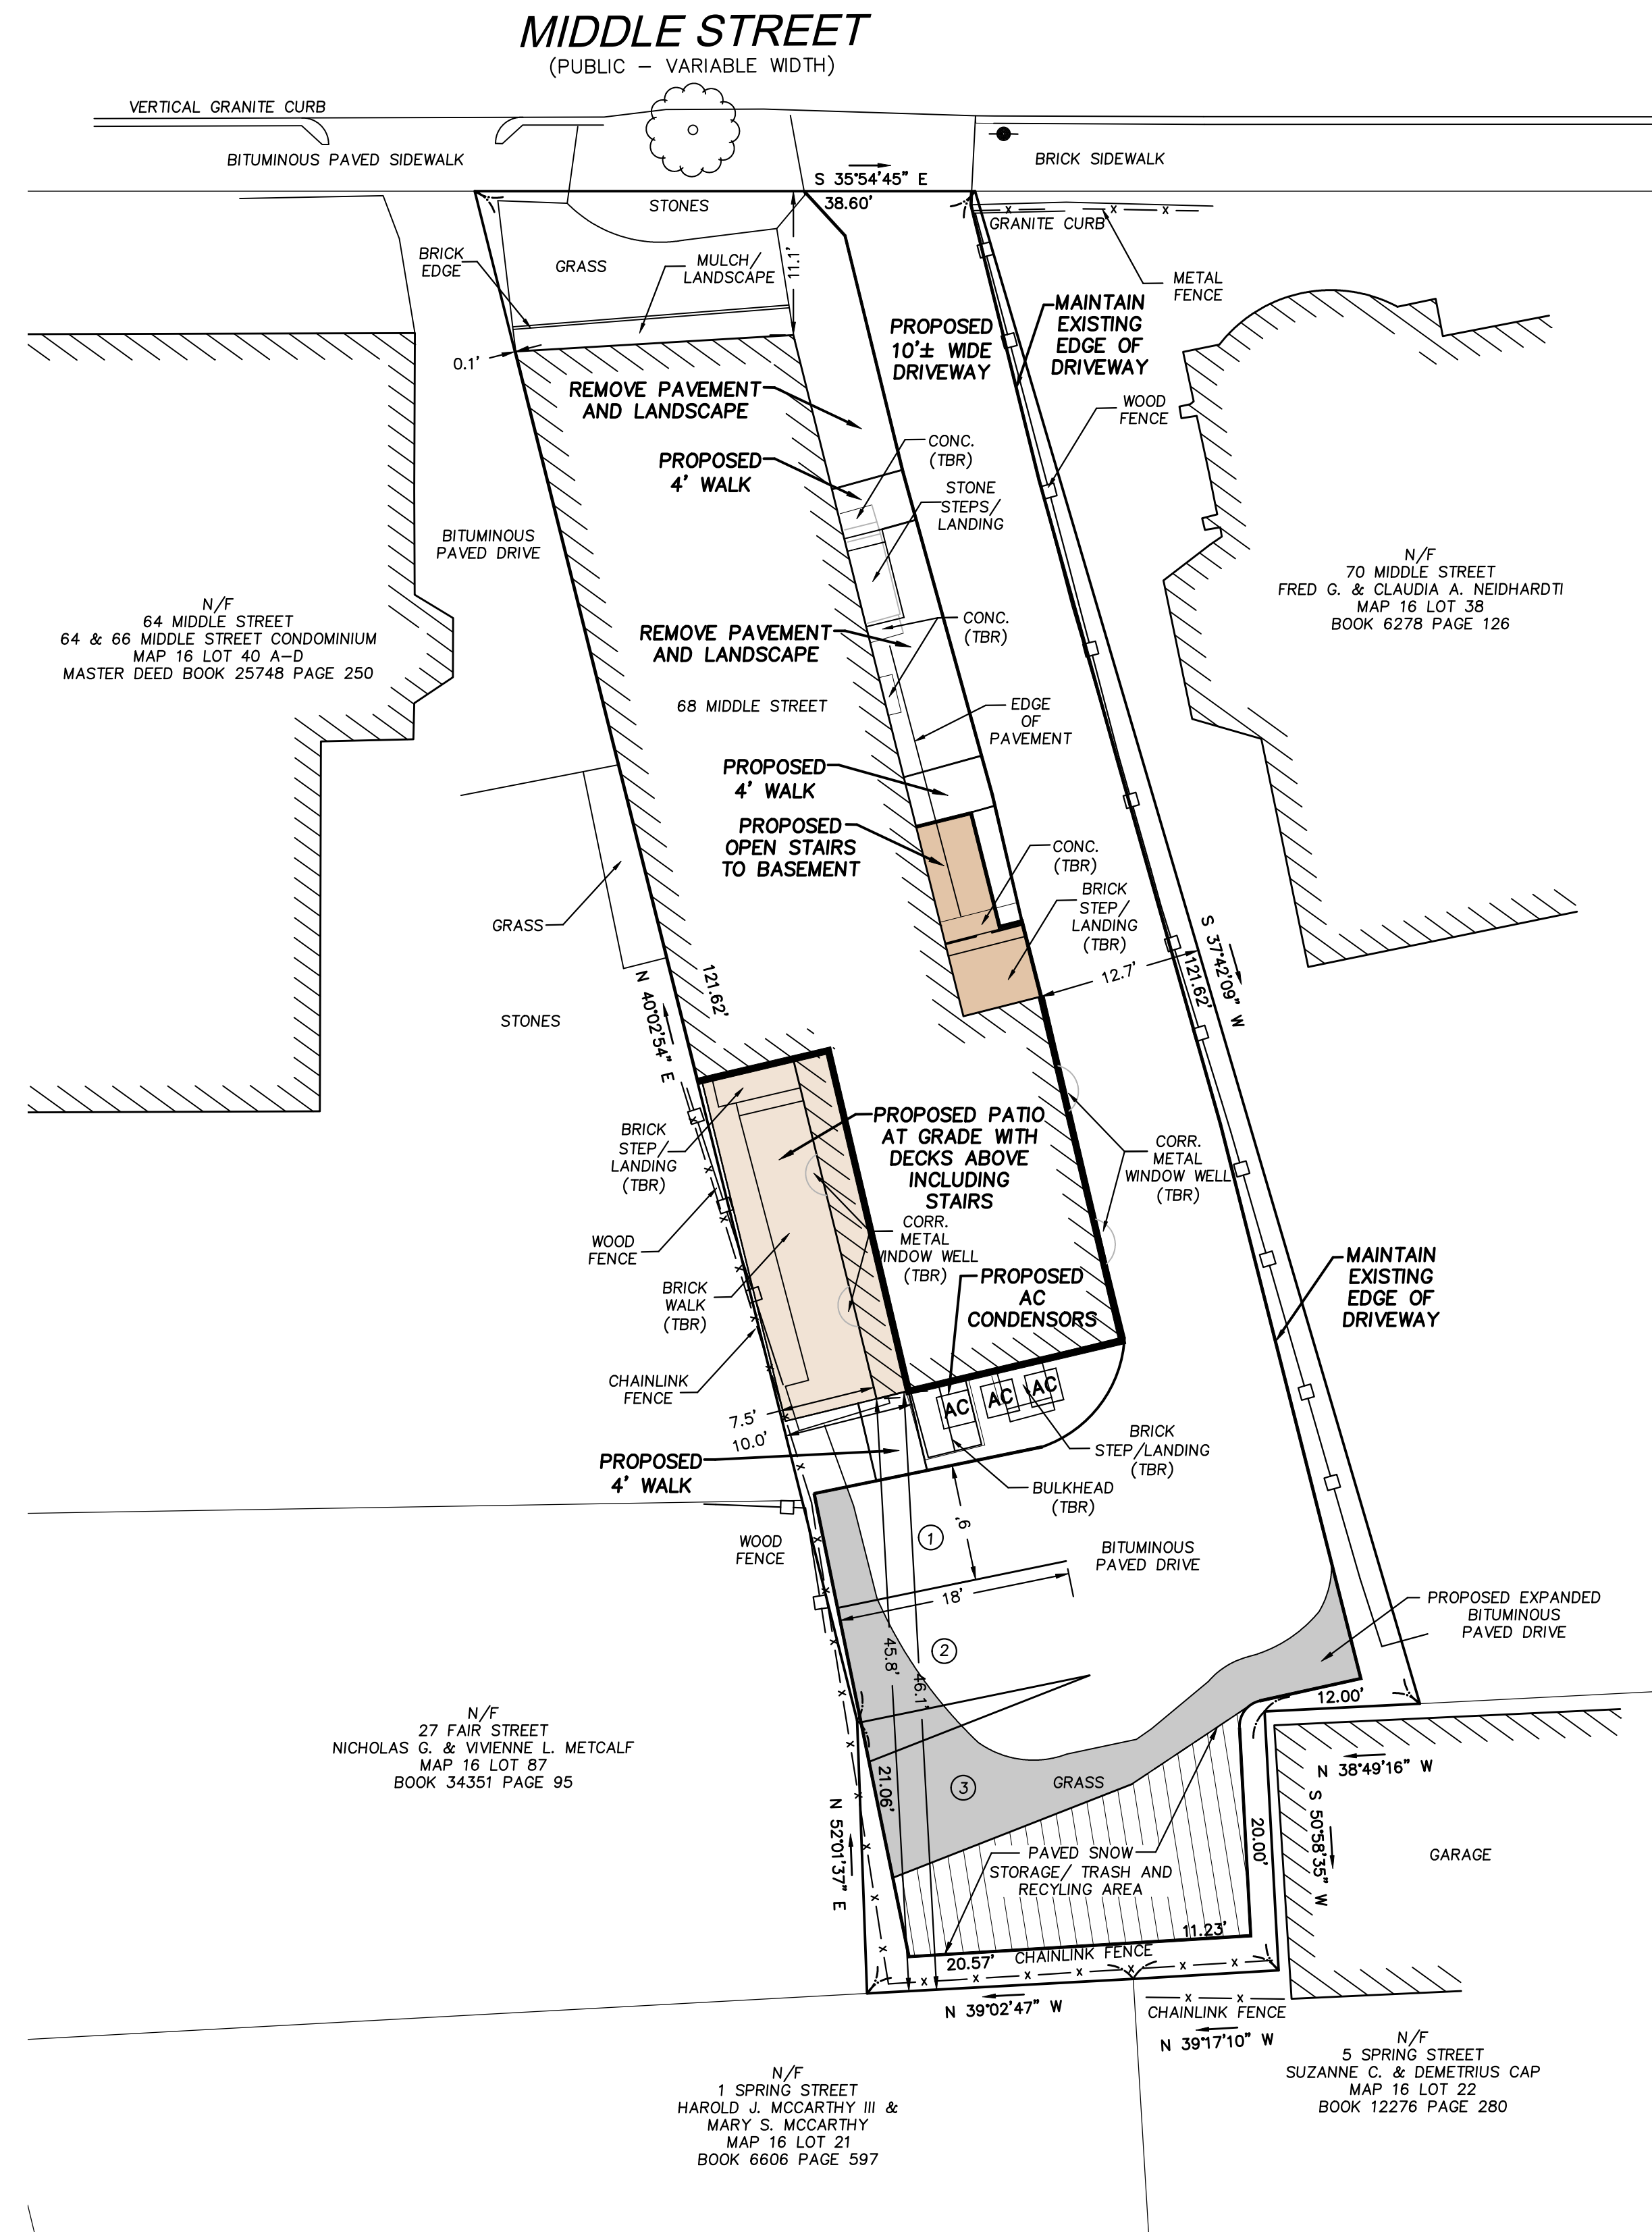 MIDDLE STREET
(PUBLIC – VARIABLE WIDTH)
VERTICAL GRANITE CURB
BITUMINOUS PAVED SIDEWALK
BRICK SIDEWALK
S 35°54'45" E
38.60'
STONES
GRANITE CURB
x
x
x
BRICK
EDGE
GRASS
MULCH/
LANDSCAPE
11.1'
METAL
FENCE
0.1'
PROPOSED
10'± WIDE
DRIVEWAY
MAINTAIN
EXISTING
EDGE OF
DRIVEWAY
REMOVE PAVEMENT
AND LANDSCAPE
WOOD
FENCE
PROPOSED
4' WALK
CONC.
(TBR)
STONE
STEPS/
LANDING
BITUMINOUS
PAVED DRIVE
N/F
70 MIDDLE STREET
FRED G. & CLAUDIA A. NEIDHARDTI
MAP 16 LOT 38
BOOK 6278 PAGE 126
N/F
64 MIDDLE STREET
64 & 66 MIDDLE STREET CONDOMINIUM
MAP 16 LOT 40 A–D
MASTER DEED BOOK 25748 PAGE 250
REMOVE PAVEMENT
AND LANDSCAPE
CONC.
(TBR)
68 MIDDLE STREET
EDGE
OF
PAVEMENT
PROPOSED
4' WALK
PROPOSED
OPEN STAIRS
TO BASEMENT
CONC.
(TBR)
BRICK
STEP/
LANDING
(TBR)
GRASS
S 37°42'09" W
121.62'
12.7'
N 40°02'54" E
121.62'
STONES
BRICK
STEP/
LANDING
(TBR)
PROPOSED PATIO
AT GRADE WITH
DECKS ABOVE
INCLUDING
STAIRS
CORR.
METAL
WINDOW WELL
(TBR)
WOOD
FENCE
CORR.
METAL
WINDOW WELL
(TBR)
BRICK
WALK
(TBR)
PROPOSED
AC
CONDENSORS
MAINTAIN
EXISTING
EDGE OF
DRIVEWAY
CHAINLINK
FENCE
AC
AC
AC
7.5'
10.0'
PROPOSED
4' WALK
BRICK
STEP/LANDING
(TBR)
BULKHEAD
(TBR)
9'
WOOD
FENCE
1
BITUMINOUS
PAVED DRIVE
18'
PROPOSED EXPANDED
BITUMINOUS
PAVED DRIVE
45.8'
46.1'
2
12.00'
N/F
27 FAIR STREET
NICHOLAS G. & VIVIENNE L. METCALF
MAP 16 LOT 87
BOOK 34351 PAGE 95
N 38°49'16" W
21.06'
3
GRASS
N 52°01'37" E
20.00'
S 50°58'35" W
GARAGE
PAVED SNOW
STORAGE/ TRASH AND
RECYLING AREA
11.23'
20.57'
CHAINLINK FENCE
N 39°02'47" W
CHAINLINK FENCE
N 39°17'10" W
N/F
5 SPRING STREET
SUZANNE C. & DEMETRIUS CAP
MAP 16 LOT 22
BOOK 12276 PAGE 280
N/F
1 SPRING STREET
HAROLD J. MCCARTHY III &
MARY S. MCCARTHY
MAP 16 LOT 21
BOOK 6606 PAGE 597